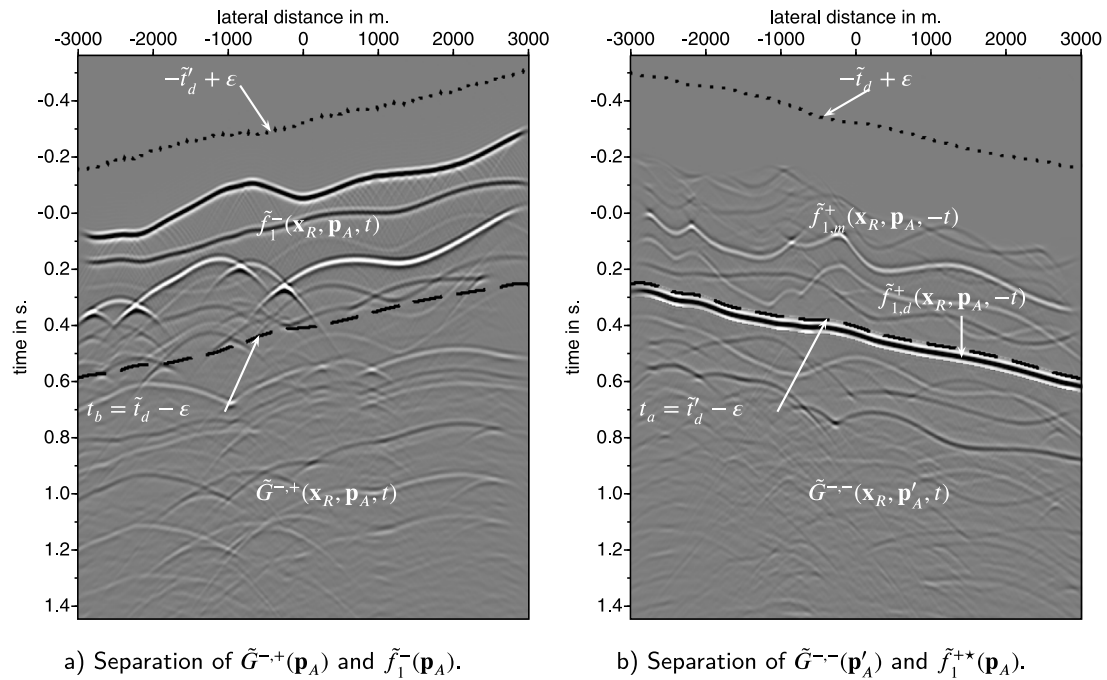 lateral distance in m.
-3000 -2000 -1000 0 1000 2000 3000
time in s.
-0.4
-0.2
-0.0
0.2
0.4
0.6
0.8
1.0
1.2
1.4
−t̃′_d + ε
f̃₁⁻(x_R, p_A, t)
t_b = t̃_d − ε
G̃⁻·⁺(x_R, p_A, t)
a) Separation of G̃⁻·⁺(p_A) and f̃₁⁻(p_A).
lateral distance in m.
-3000 -2000 -1000 0 1000 2000 3000
time in s.
-0.4
-0.2
-0.0
0.2
0.4
0.6
0.8
1.0
1.2
1.4
−t̃_d + ε
f̃⁺_{1,m}(x_R, p_A, −t)
f̃⁺_{1,d}(x_R, p_A, −t)
t_a = t̃′_d − ε
G̃⁻·⁻(x_R, p′_A, t)
b) Separation of G̃⁻·⁻(p′_A) and f̃₁⁺⋆(p_A).